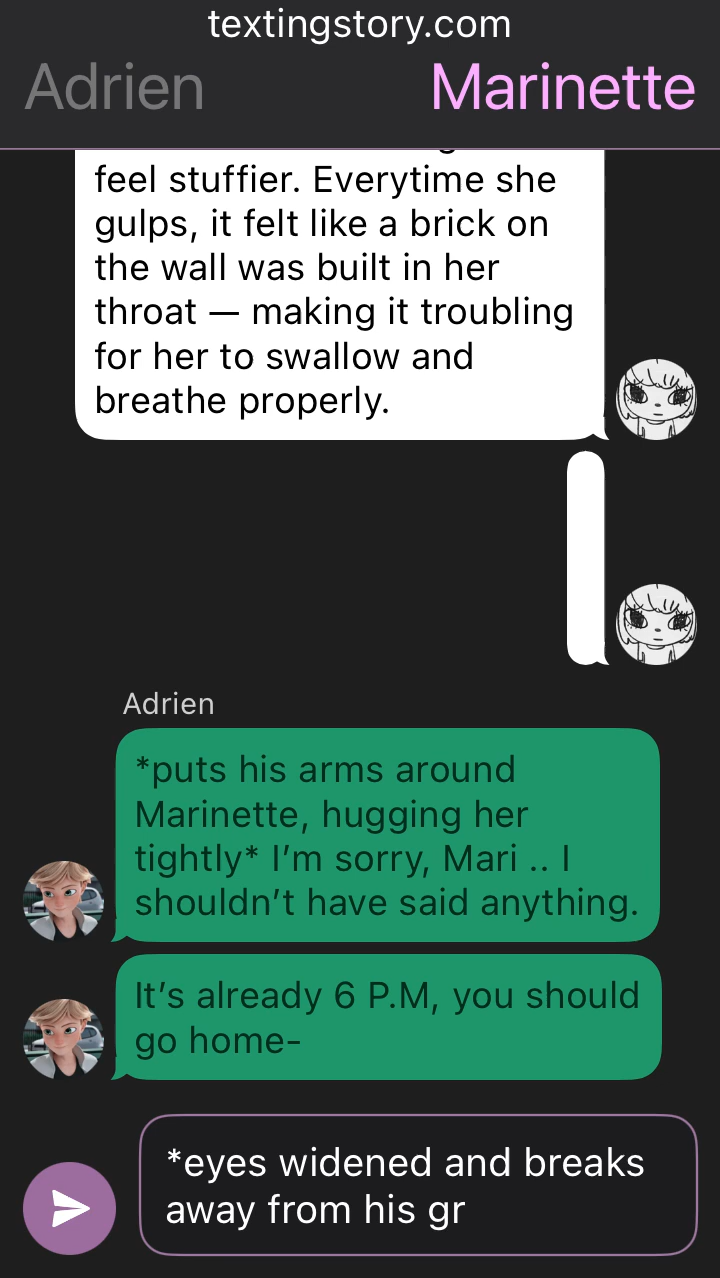 textingstory.com
Adrien
Marinette
feel stuffier. Everytime she
gulps, it felt like a brick on
the wall was built in her
throat — making it troubling
for her to swallow and
breathe properly.
Adrien
*puts his arms around
Marinette, hugging her
tightly* I’m sorry, Mari .. I
shouldn’t have said anything.
It’s already 6 P.M, you should
go home-
*eyes widened and breaks
away from his gr